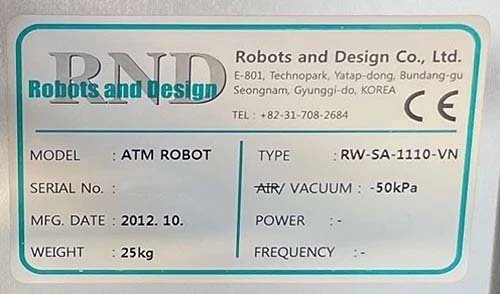 RND
Robots and Design
Robots and Design Co., Ltd.
E-801, Technopark, Yatap-dong, Bundang-gu
Seongnam, Gyunggi-do, KOREA
TEL : +82-31-708-2684
CE
MODEL : ATM ROBOT
SERIAL No. :
MFG. DATE : 2012. 10.
WEIGHT : 25kg
TYPE : RW-SA-1110-VN
AIR/ VACUUM : -50kPa
POWER : -
FREQUENCY : -